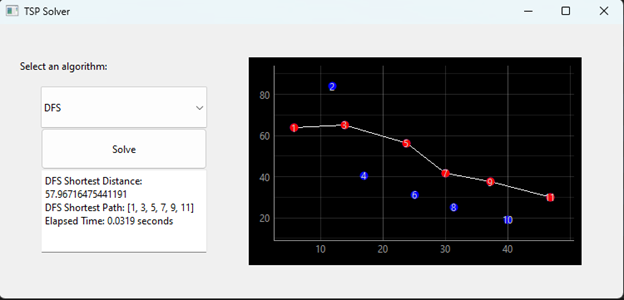 TSP Solver
Select an algorithm:
DFS
Solve
DFS Shortest Distance:
57.96716475441191
DFS Shortest Path: [1, 3, 5, 7, 9, 11]
Elapsed Time: 0.0319 seconds
80
60
40
20
10
20
30
40
1
2
3
4
5
6
7
8
9
19
11